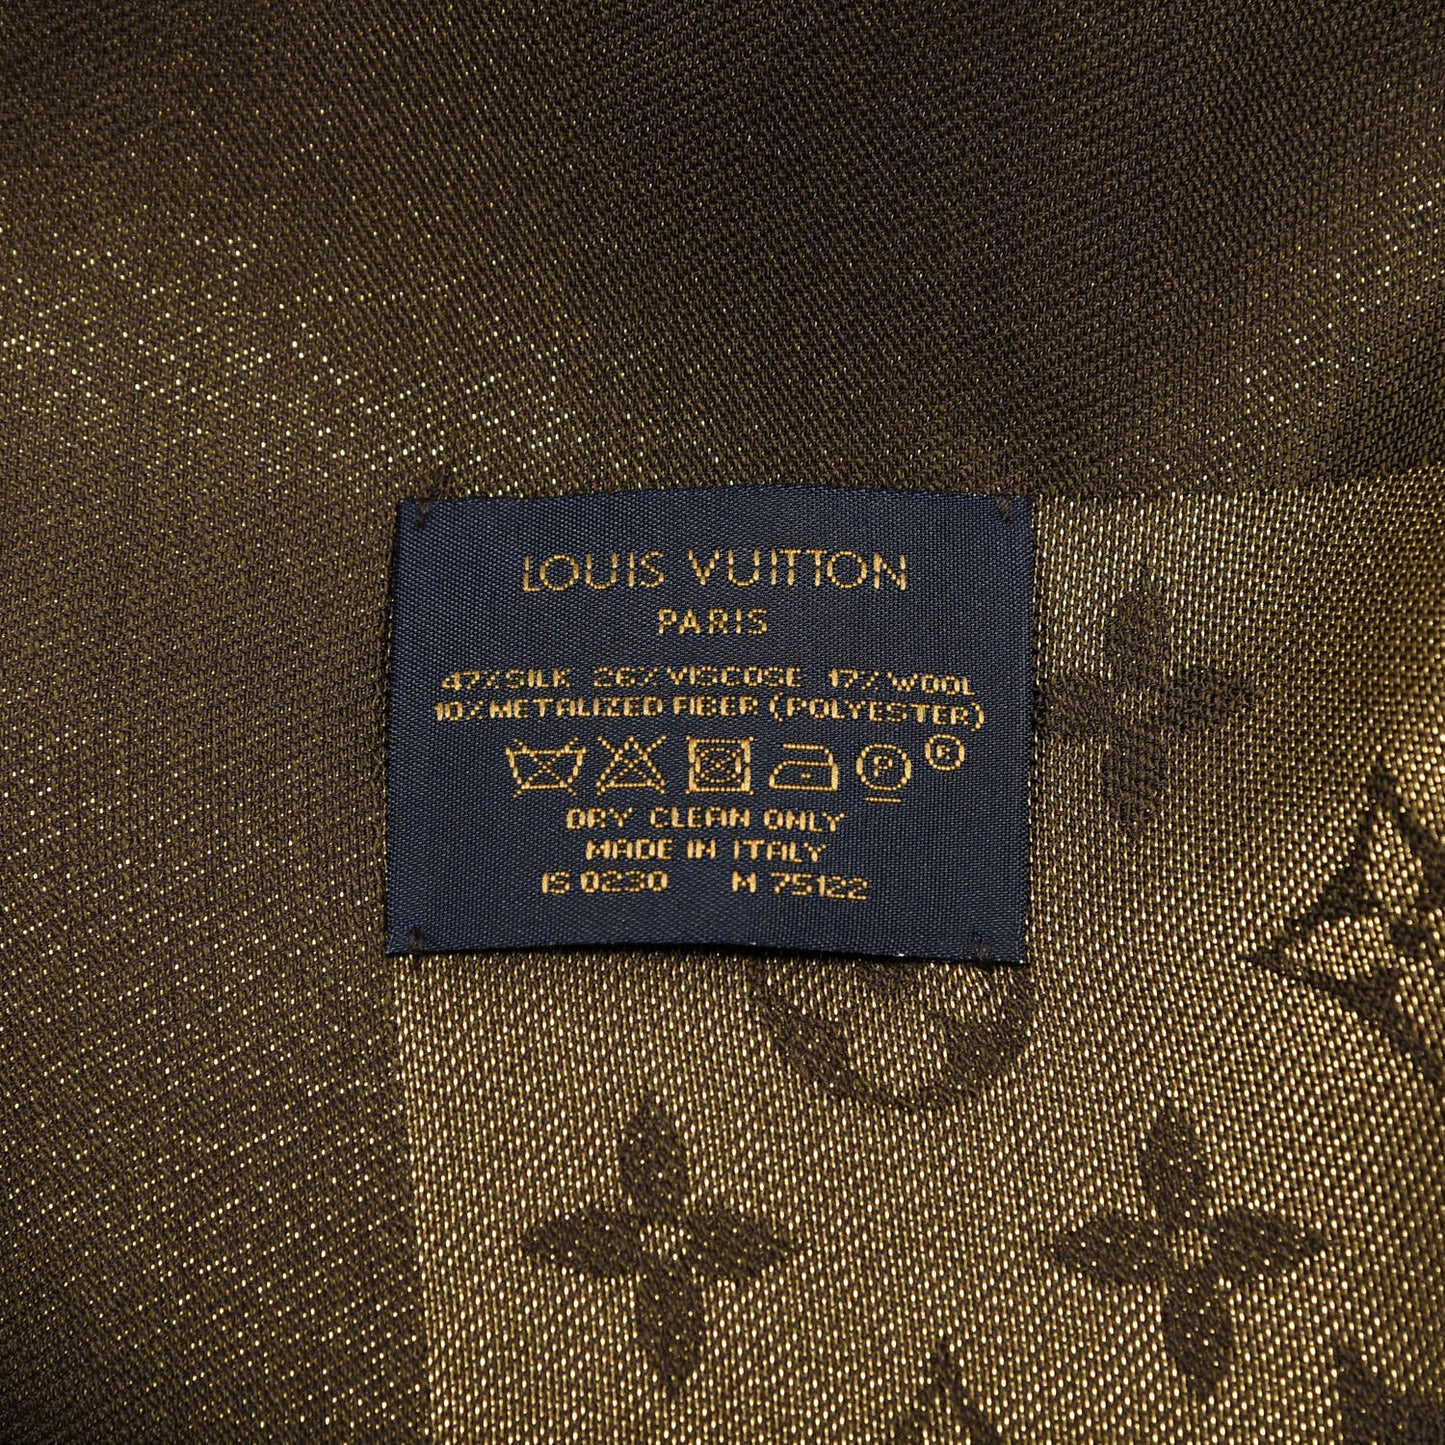 LOUIS VUITTON
PARIS
47% SILK 26% VISCOSE 17% WOOL
10% METALIZED FIBER (POLYESTER)
P R
DRY CLEAN ONLY
MADE IN ITALY
IS 0230 M 75122